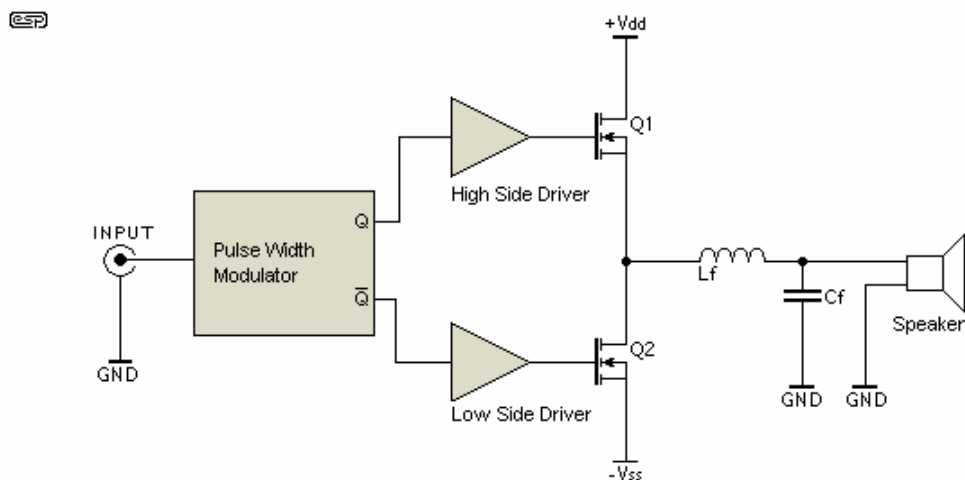 esp
+Vdd
Q1
High Side Driver
Q
INPUT
Pulse Width
Modulator
Q̅
GND
Lf
Cf
Speaker
Q2
Low Side Driver
GND
GND
-Vss